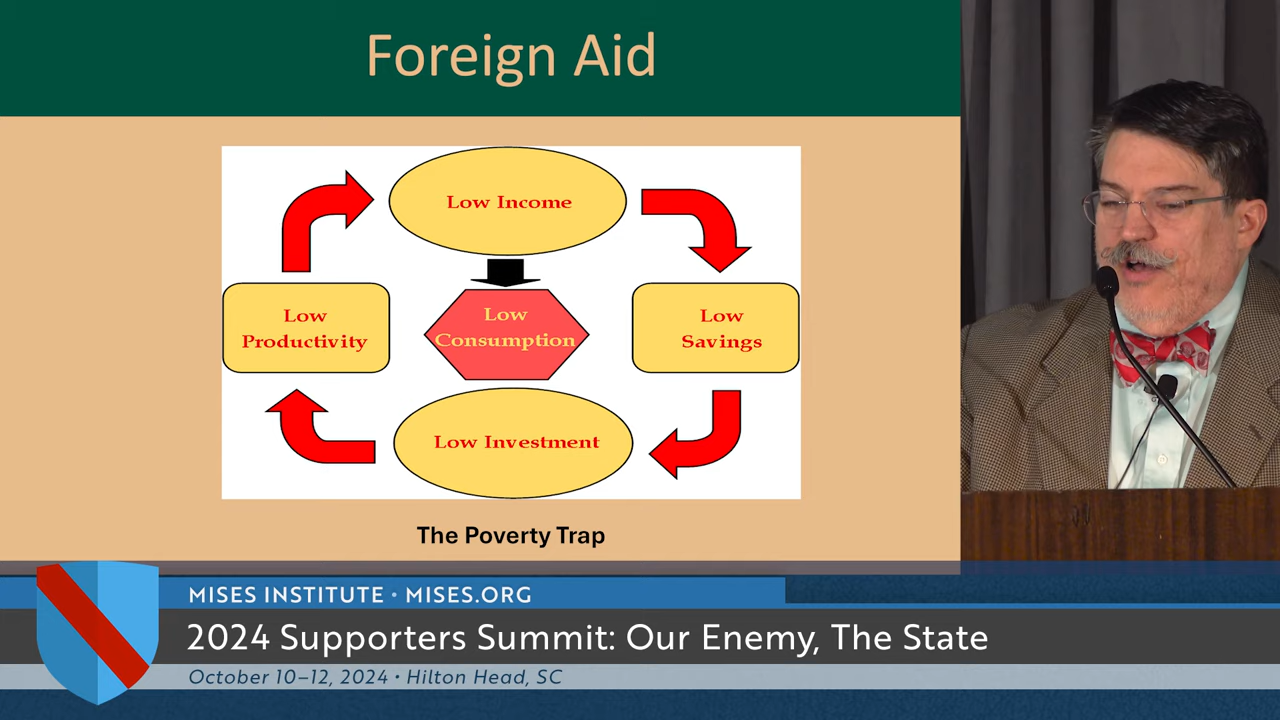 Foreign Aid
Low Income
Low
Productivity
Low
Consumption
Low
Savings
Low Investment
The Poverty Trap
MISES INSTITUTE • MISES.ORG
2024 Supporters Summit: Our Enemy, The State
October 10–12, 2024 • Hilton Head, SC